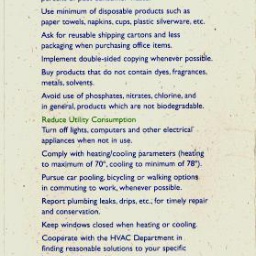 Use minimum of disposable products such as
paper towels, napkins, cups, plastic silverware, etc.
Ask for reusable shipping cartons and less
packaging when purchasing office items.
Implement double-sided copying whenever possible.
Buy products that do not contain dyes, fragrances,
metals, solvents.
Avoid use of phosphates, nitrates, chlorine, and
in general, products which are not biodegradable.
Reduce Utility Consumption
Turn off lights, computers and other electrical
appliances when not in use.
Comply with heating/cooling parameters (heating
to maximum of 70°, cooling to minimum of 78°).
Pursue car pooling, bicycling or walking options
in commuting to work, whenever possible.
Report plumbing leaks, drips, etc., for timely repair
and conservation.
Keep windows closed when heating or cooling.
Cooperate with the HVAC Department in
finding reasonable solutions to your specific